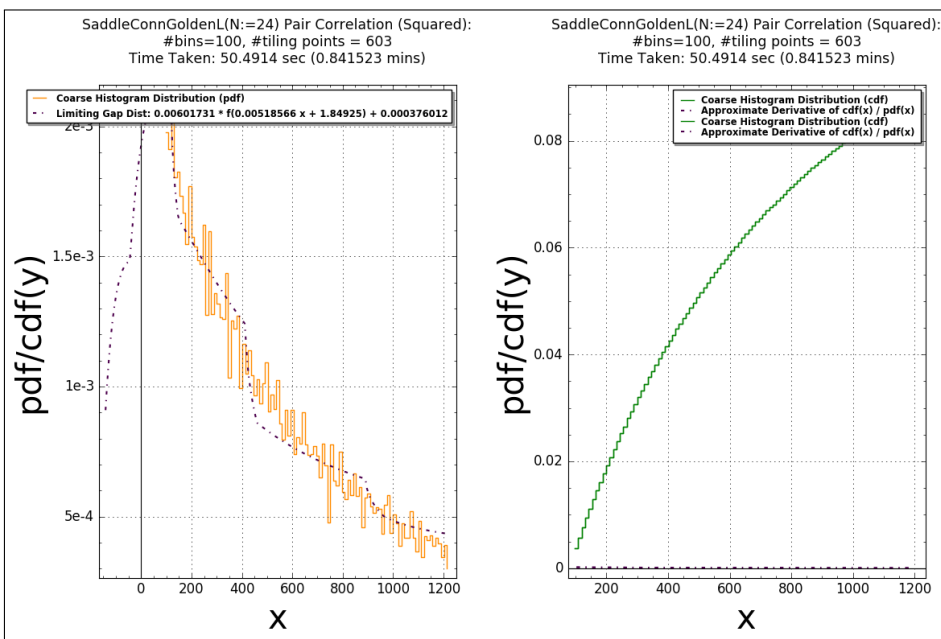 SaddleConnGoldenL(N:=24) Pair Correlation (Squared):
#bins=100, #tiling points = 603
Time Taken: 50.4914 sec (0.841523 mins)
Coarse Histogram Distribution (pdf)
Limiting Gap Dist: 0.00601731 * f(0.00518566 x + 1.84925) + 0.000376012
2e-3
1.5e-3
1e-3
5e-4
pdf/cdf(y)
0 200 400 600 800 1000 1200
x
SaddleConnGoldenL(N:=24) Pair Correlation (Squared):
#bins=100, #tiling points = 603
Time Taken: 50.4914 sec (0.841523 mins)
Coarse Histogram Distribution (cdf)
Approximate Derivative of cdf(x) / pdf(x)
Coarse Histogram Distribution (cdf)
Approximate Derivative of cdf(x) / pdf(x)
0.08
0.06
0.04
0.02
0
pdf/cdf(y)
200 400 600 800 1000 1200
x